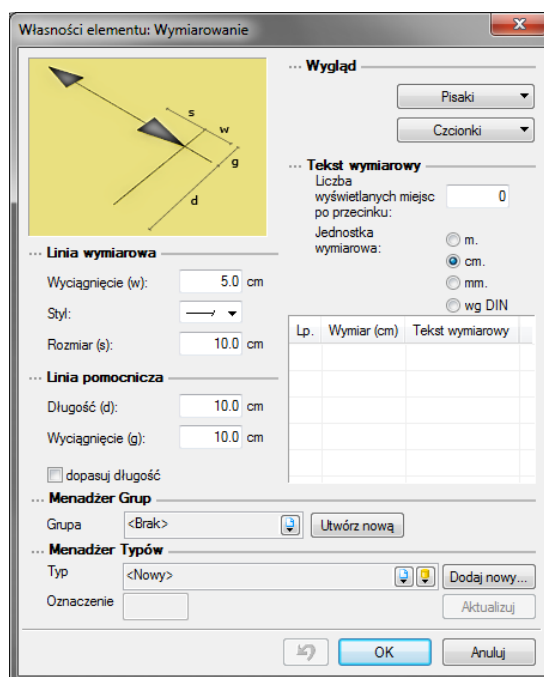 Własności elementu: Wymiarowanie
s
w
g
d
Wygląd
Pisaki
Czcionki
Tekst wymiarowy
Liczba
wyświetlanych miejsc
po przecinku:
0
Jednostka
wymiarowa:
m.
cm.
mm.
wg DIN
Linia wymiarowa
Wyciągnięcie (w): 5.0 cm
Styl:
Rozmiar (s): 10.0 cm
Lp. Wymiar (cm) Tekst wymiarowy
Linia pomocnicza
Długość (d): 10.0 cm
Wyciągnięcie (g): 10.0 cm
dopasuj długość
Menadżer Grup
Grupa <Brak> Utwórz nową
Menadżer Typów
Typ <Nowy> Dodaj nowy...
Oznaczenie Aktualizuj
OK Anuluj